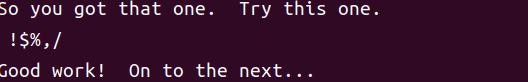 So you got that one.  Try this one.
 !$%,/
Good work!  On to the next...